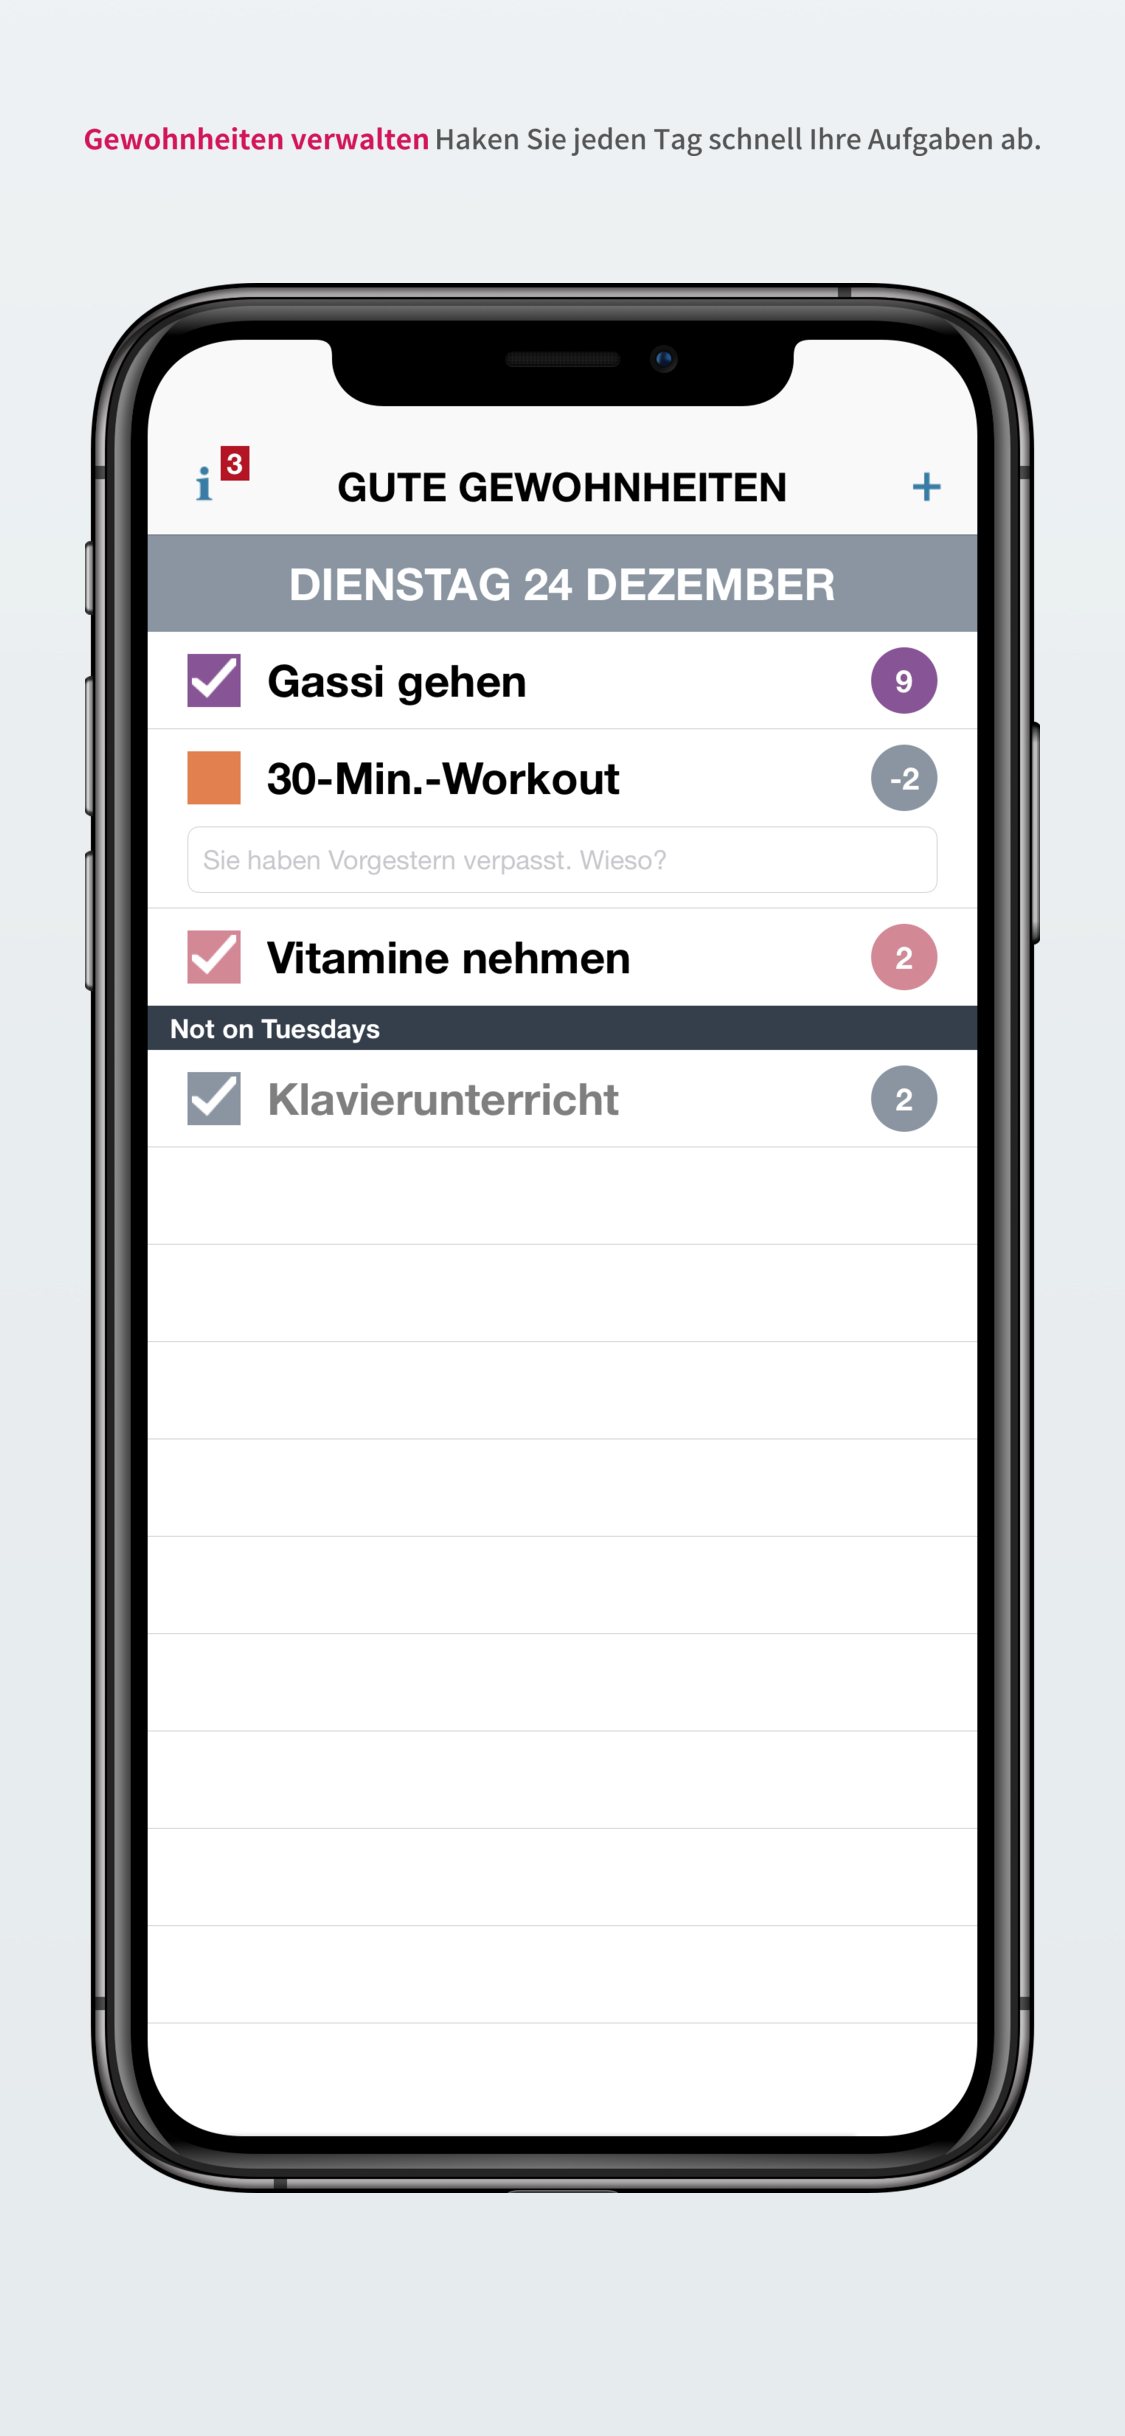 Gewohnheiten verwalten Haken Sie jeden Tag schnell Ihre Aufgaben ab.
i 3
GUTE GEWOHNHEITEN
+
DIENSTAG 24 DEZEMBER
Gassi gehen 9
30-Min.-Workout -2
Sie haben Vorgestern verpasst. Wieso?
Vitamine nehmen 2
Not on Tuesdays
Klavierunterricht 2